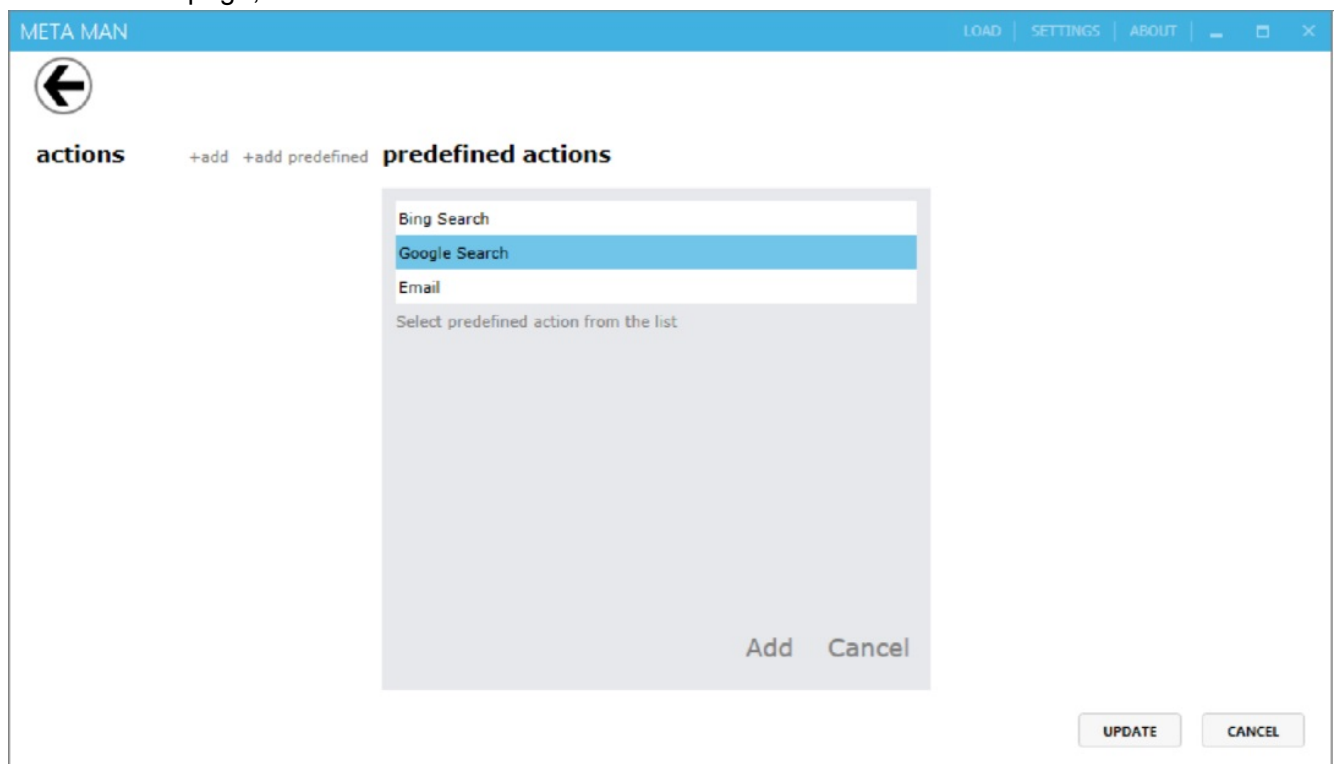 META MAN LOAD SETTINGS ABOUT
actions +add +add predefined predefined actions
Bing Search
Google Search
Email
Select predefined action from the list
Add Cancel
UPDATE CANCEL